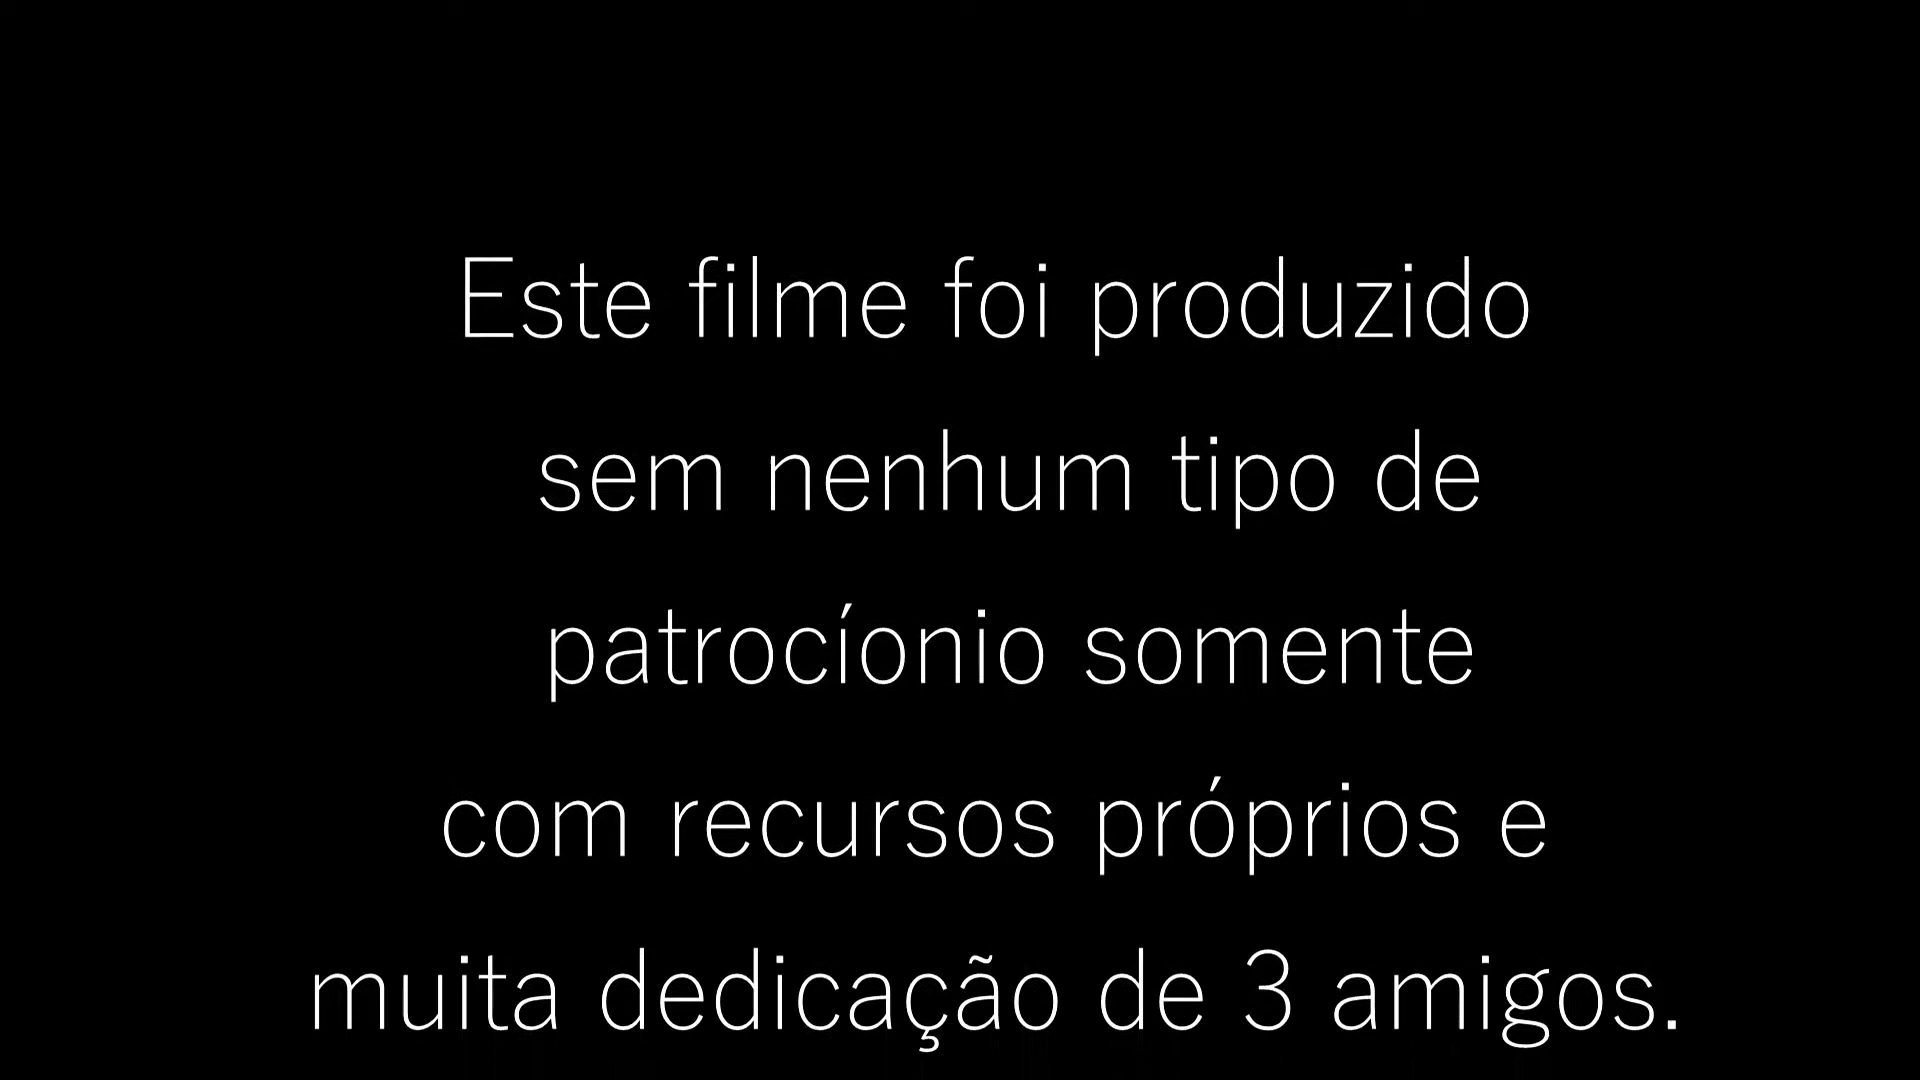 Este filme foi produzido
sem nenhum tipo de
patrocíonio somente
com recursos próprios e
muita dedicação de 3 amigos.